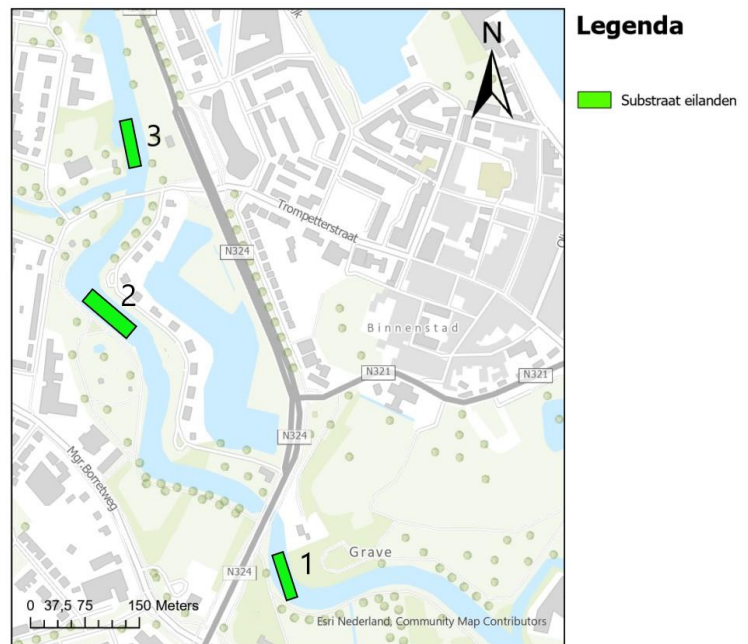 Legenda
Substraat eilanden
N
3
Trompetterstraat
N324
2
Binnenstad
N321
N321
N324
Mgr.Borretweg
1
Grave
N324
0 37,5 75 150 Meters
Esri Nederland, Community Map Contributors